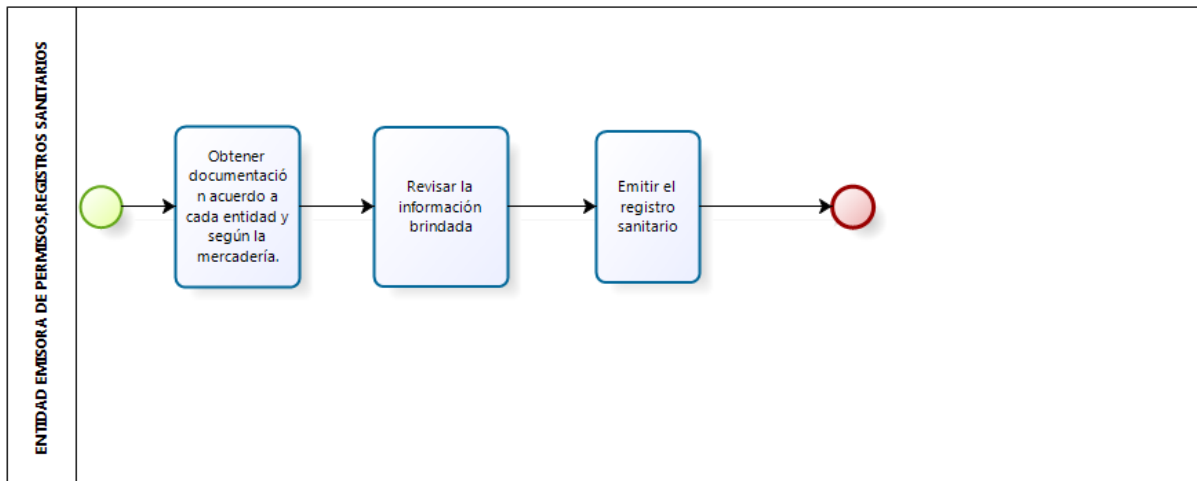 ENTIDAD EMISORA DE PERMISOS,REGISTROS SANITARIOS
Obtener
documentació
n acuerdo a
cada entidad y
según la
mercadería.
Revisar la
información
brindada
Emitir el
registro
sanitario